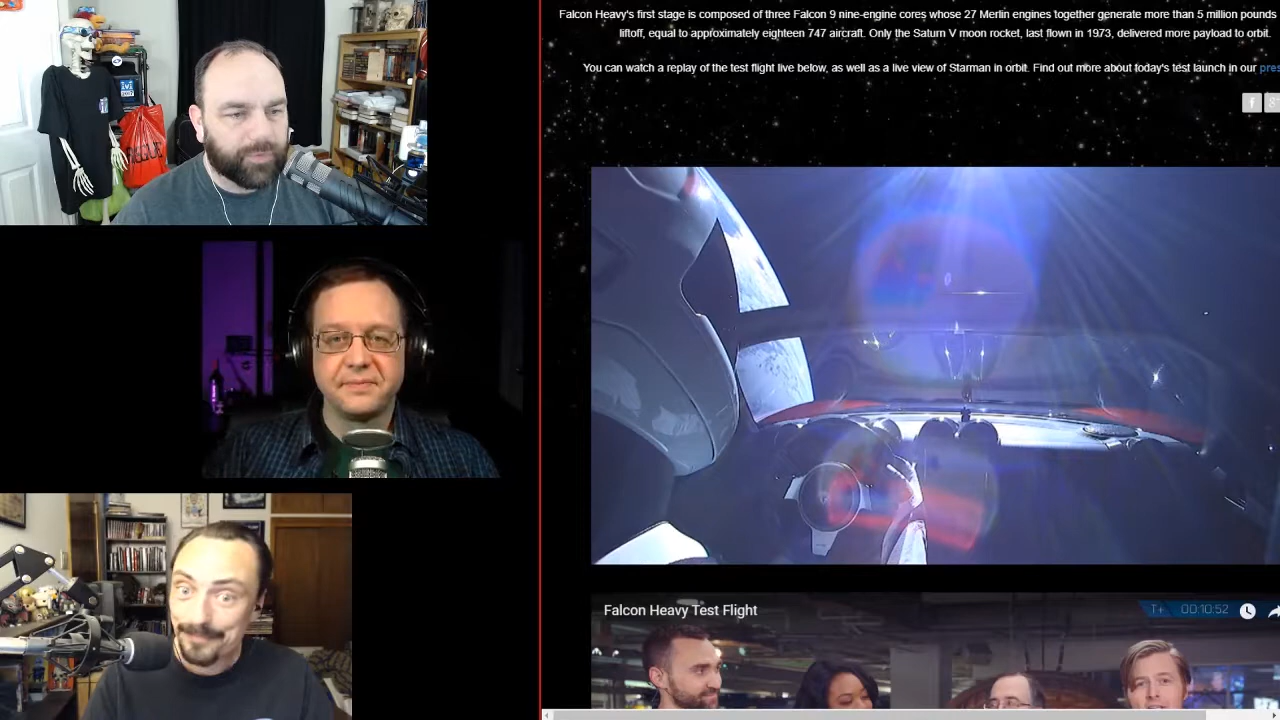 Falcon Heavy's first stage is composed of three Falcon 9 nine-engine cores whose 27 Merlin engines together generate more than 5 million pounds
liftoff, equal to approximately eighteen 747 aircraft. Only the Saturn V moon rocket, last flown in 1973, delivered more payload to orbit.
You can watch a replay of the test flight live below, as well as a live view of Starman in orbit. Find out more about today's test launch in our pres
f
Falcon Heavy Test Flight
T+ 00:10:52